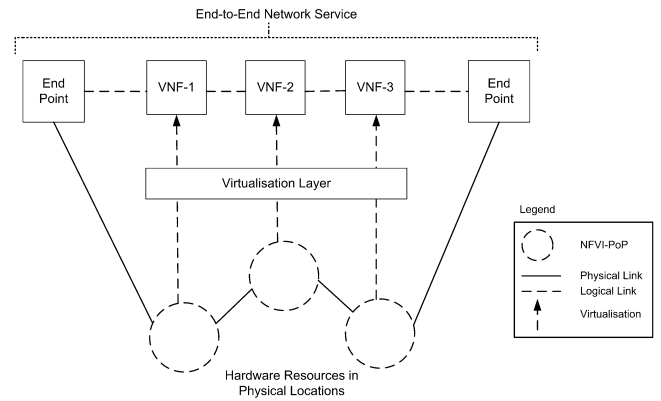 End-to-End Network Service
End
Point
VNF-1
VNF-2
VNF-3
End
Point
Virtualisation Layer
Legend
NFVI-PoP
Physical Link
Logical Link
Virtualisation
Hardware Resources in
Physical Locations